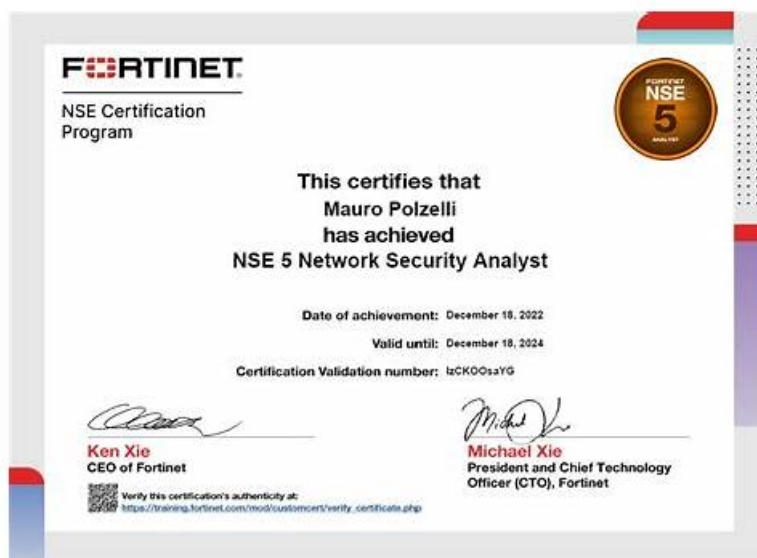 FORTINET
NSE Certification
Program
FORTINET
NSE
5
ANALYST
This certifies that
Mauro Polzelli
has achieved
NSE 5 Network Security Analyst
Date of achievement: December 18, 2022
Valid until: December 18, 2024
Certification Validation number: IzCKOOsaYG
Ken Xie
CEO of Fortinet
Michael Xie
President and Chief Technology
Officer (CTO), Fortinet
Verify this certification's authenticity at:
https://training.fortinet.com/mod/customcert/verify_certificate.php